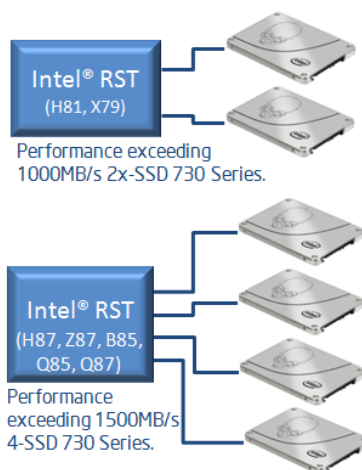 Intel® RST
(H81, X79)
Performance exceeding
1000MB/s 2x-SSD 730 Series.
Intel® RST
(H87, Z87, B85,
Q85, Q87)
Performance
exceeding 1500MB/s
4-SSD 730 Series.